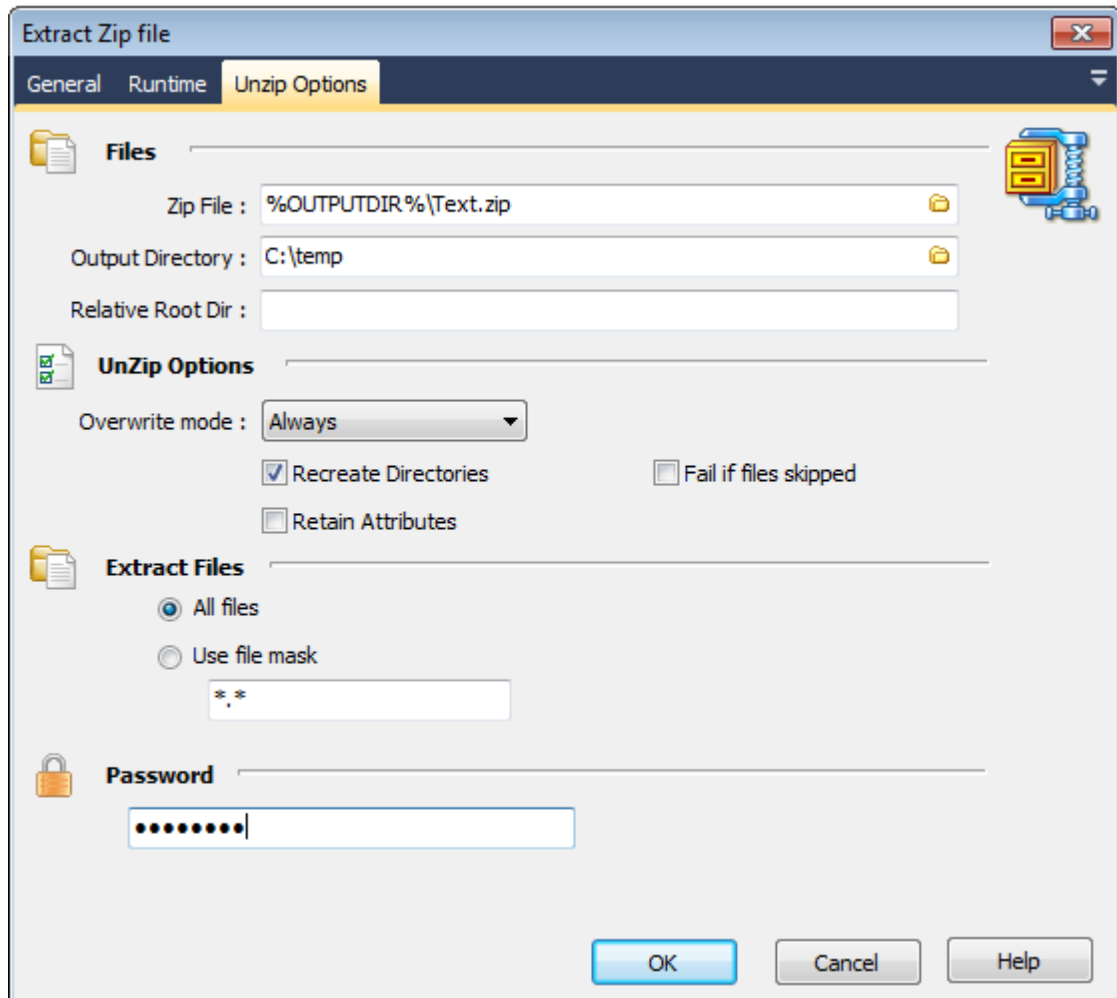 Extract Zip file
General Runtime Unzip Options
Files
Zip File : %OUTPUTDIR%\Text.zip
Output Directory : C:\temp
Relative Root Dir :
UnZip Options
Overwrite mode : Always
Recreate Directories Fail if files skipped
Retain Attributes
Extract Files
All files
Use file mask
*.*
Password
●●●●●●●●
OK Cancel Help